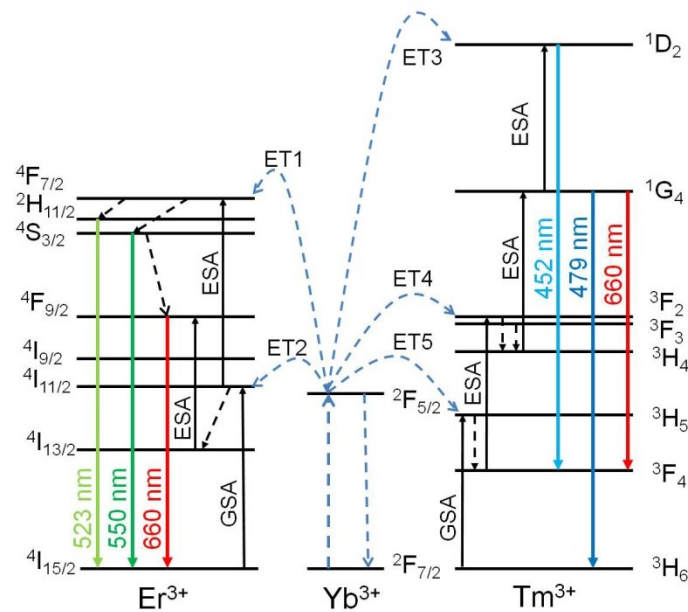 ET3
¹D₂
ESA
ET1
⁴F₇/₂
²H₁₁/₂
⁴S₃/₂
¹G₄
ESA
ESA
452 nm
479 nm
660 nm
ET4
⁴F₉/₂
³F₂
³F₃
⁴I₉/₂
ET2
ET5
³H₄
⁴I₁₁/₂
²F₅/₂
ESA
ESA
³H₅
⁴I₁₃/₂
³F₄
523 nm
550 nm
660 nm
GSA
GSA
⁴I₁₅/₂
²F₇/₂
³H₆
Er³⁺
Yb³⁺
Tm³⁺